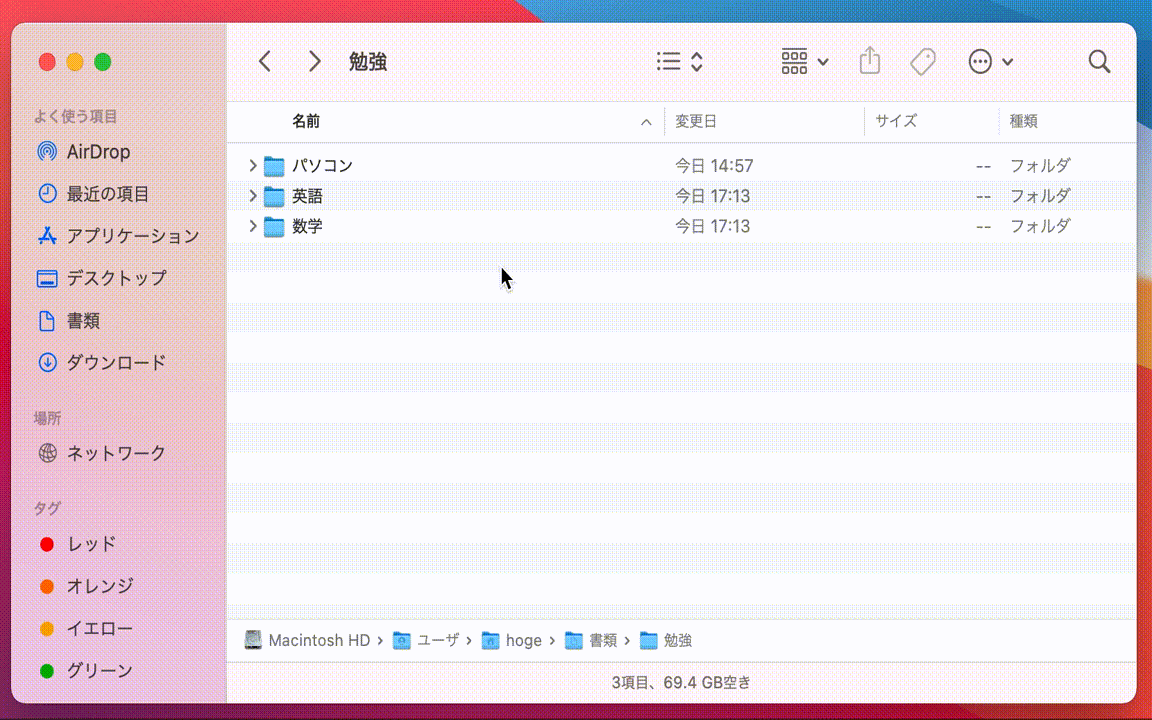 勉強
よく使う項目
AirDrop
最近の項目
アプリケーション
デスクトップ
書類
ダウンロード
場所
ネットワーク
タグ
レッド
オレンジ
イエロー
グリーン
名前 変更日 サイズ 種類
パソコン 今日 14:57 -- フォルダ
英語 今日 17:13 -- フォルダ
数学 今日 17:13 -- フォルダ
Macintosh HD › ユーザ › hoge › 書類 › 勉強
3項目、69.4 GB空き